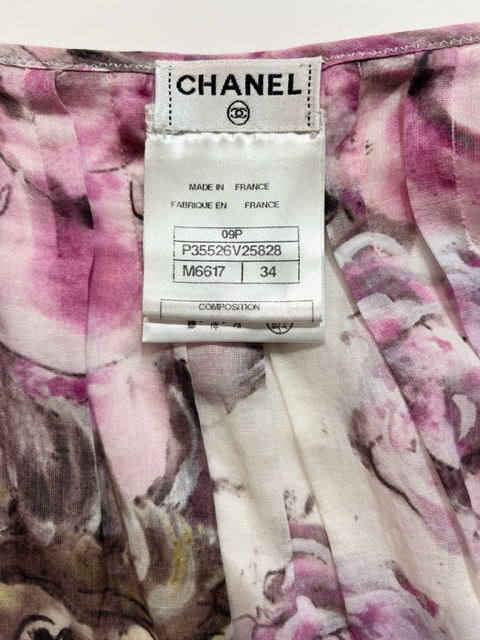 CHANEL
MADE IN FRANCE
FABRIQUE EN FRANCE
09P
P35526V25828
M6617 34
COMPOSITION